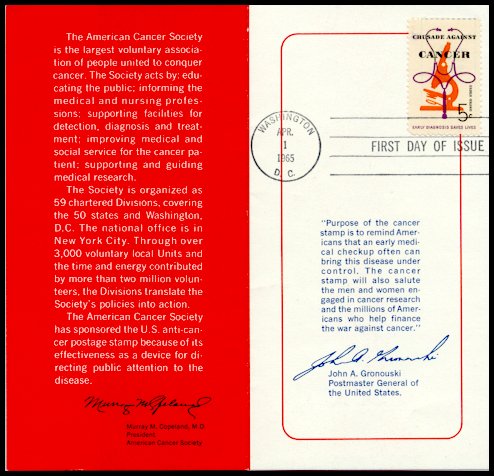 The American Cancer Society
is the largest voluntary associa-
tion of people united to conquer
cancer. The Society acts by: edu-
cating the public; informing the
medical and nursing profes-
sions; supporting facilities for
detection, diagnosis and treat-
ment; improving medical and
social service for the cancer pa-
tient; supporting and guiding
medical research.
The Society is organized as
59 chartered Divisions, covering
the 50 states and Washington,
D.C. The national office is in
New York City. Through over
3,000 voluntary local Units and
the time and energy contributed
by more than two million volun-
teers, the Divisions translate the
Society's policies into action.
The American Cancer Society
has sponsored the U.S. anti-can-
cer postage stamp because of its
effectiveness as a device for di-
recting public attention to the
disease.
Murray M. Copeland
Murray M. Copeland, M.D.
President,
American Cancer Society
CRUSADE AGAINST
CANCER
5c
UNITED STATES
EARLY DIAGNOSIS SAVES LIVES
WASHINGTON
APR.
1
1965
D. C.
FIRST DAY OF ISSUE
"Purpose of the cancer
stamp is to remind Amer-
icans that an early medi-
cal checkup often can
bring this disease under
control. The cancer
stamp will also salute
the men and women en-
gaged in cancer research
and the millions of Amer-
icans who help finance
the war against cancer."
John A. Gronouski
John A. Gronouski
Postmaster General of
the United States.